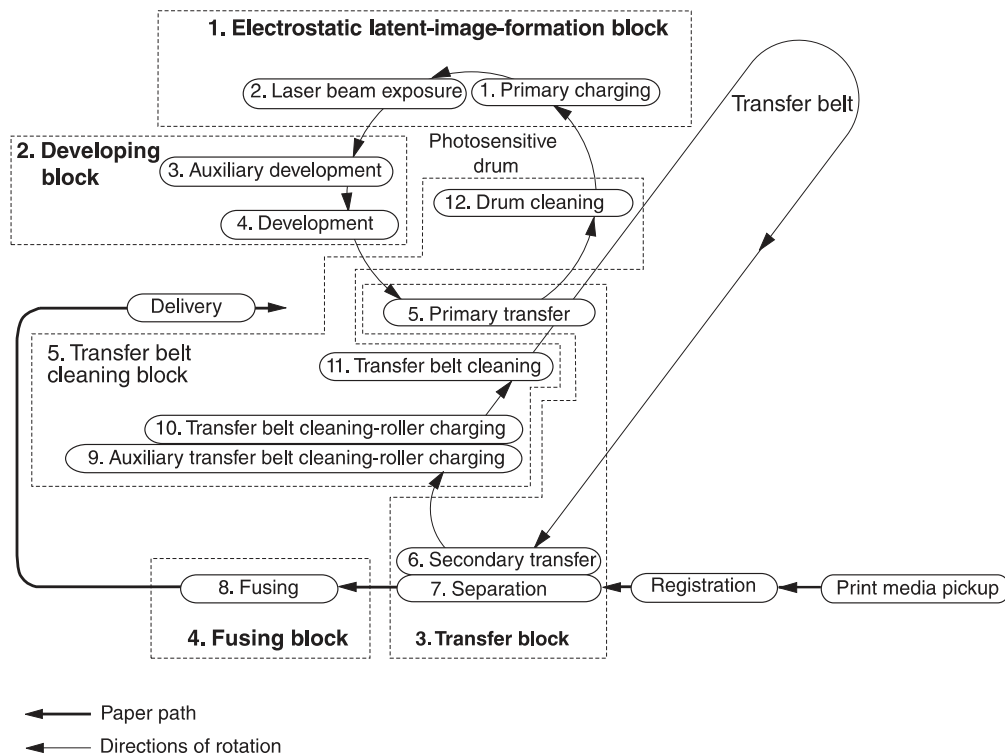 1. Electrostatic latent-image-formation block
2. Laser beam exposure
1. Primary charging
Transfer belt
Photosensitive
drum
2. Developing
block
3. Auxiliary development
4. Development
12. Drum cleaning
Delivery
5. Primary transfer
5. Transfer belt
cleaning block
11. Transfer belt cleaning
10. Transfer belt cleaning-roller charging
9. Auxiliary transfer belt cleaning-roller charging
6. Secondary transfer
7. Separation
8. Fusing
Registration
Print media pickup
4. Fusing block
3. Transfer block
Paper path
Directions of rotation